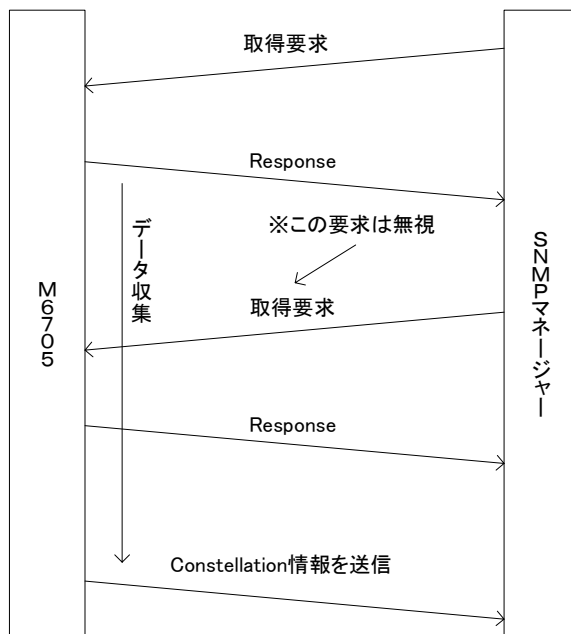 取得要求
Response
※この要求は無視
データ収集
M6705
SNMPマネージャー
取得要求
Response
Constellation情報を送信